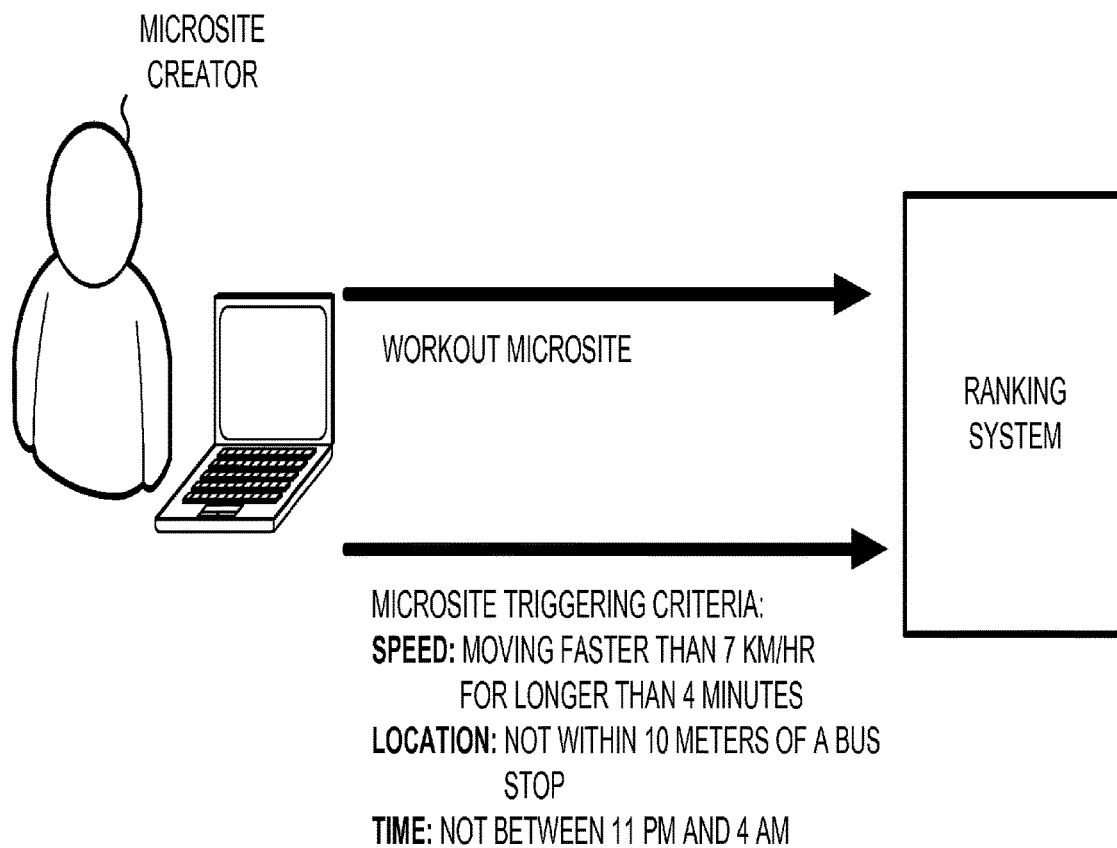 MICROSITE
CREATOR
WORKOUT MICROSITE
RANKING
SYSTEM
MICROSITE TRIGGERING CRITERIA:
SPEED: MOVING FASTER THAN 7 KM/HR
FOR LONGER THAN 4 MINUTES
LOCATION: NOT WITHIN 10 METERS OF A BUS
STOP
TIME: NOT BETWEEN 11 PM AND 4 AM